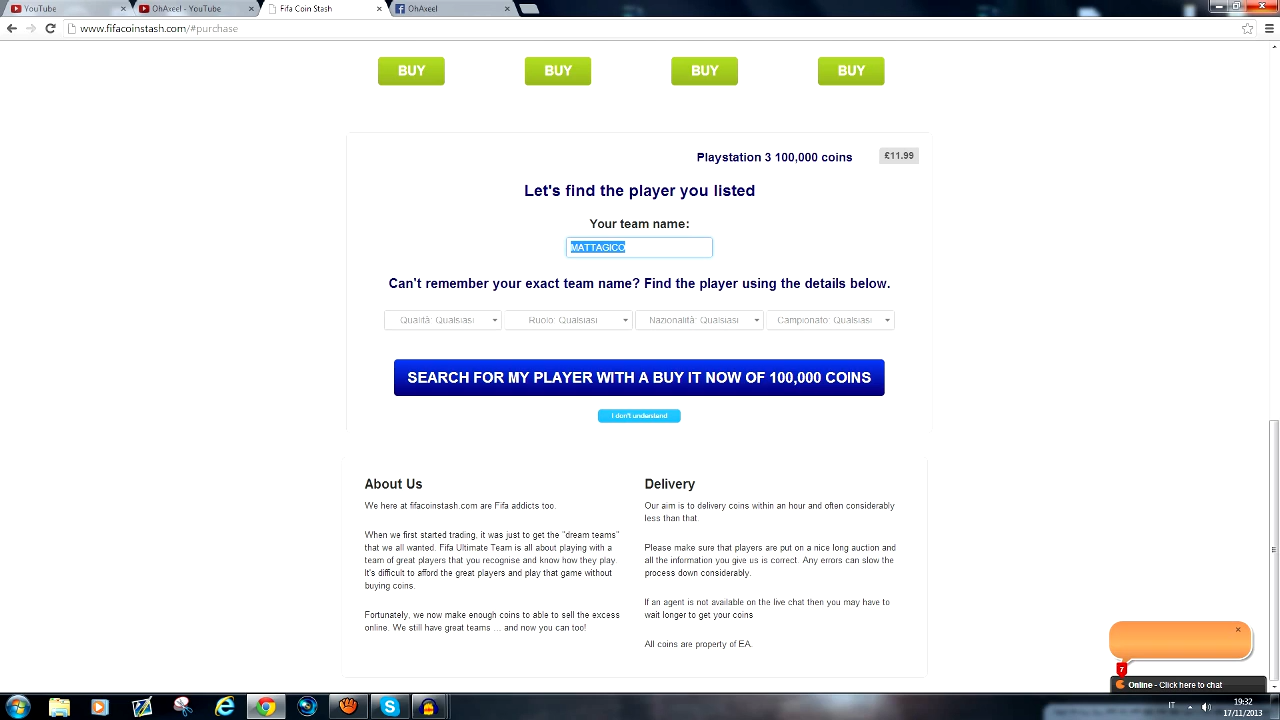 YouTube
OhAxeel - YouTube
Fifa Coin Stash
OhAxeel
www.fifacoinstash.com/#purchase
BUY BUY BUY BUY
Playstation 3 100,000 coins £11.99
Let's find the player you listed
Your team name:
MATTAGICO
Can't remember your exact team name? Find the player using the details below.
Qualità: Qualsiasi Ruolo: Qualsiasi Nazionalità: Qualsiasi Campionato: Qualsiasi
SEARCH FOR MY PLAYER WITH A BUY IT NOW OF 100,000 COINS
I don't understand
About Us
We here at fifacoinstash.com are Fifa addicts too.
When we first started trading, it was just to get the "dream teams"
that we all wanted. Fifa Ultimate Team is all about playing with a
team of great players that you recognise and know how they play.
It's difficult to afford the great players and play that game without
buying coins.
Fortunately, we now make enough coins to able to sell the excess
online. We still have great teams ... and now you can too!
Delivery
Our aim is to delivery coins within an hour and often considerably
less than that.
Please make sure that players are put on a nice long auction and
all the information you give us is correct. Any errors can slow the
process down considerably.
If an agent is not available on the live chat then you may have to
wait longer to get your coins
All coins are property of EA.
7
Online - Click here to chat
IT
19:32
17/11/2013